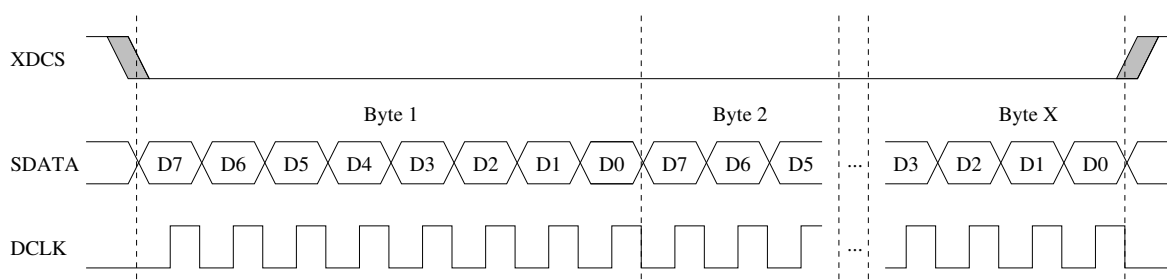 XDCS
Byte 1 Byte 2 Byte X
SDATA D7 D6 D5 D4 D3 D2 D1 D0 D7 D6 D5 ... D3 D2 D1 D0
DCLK ...